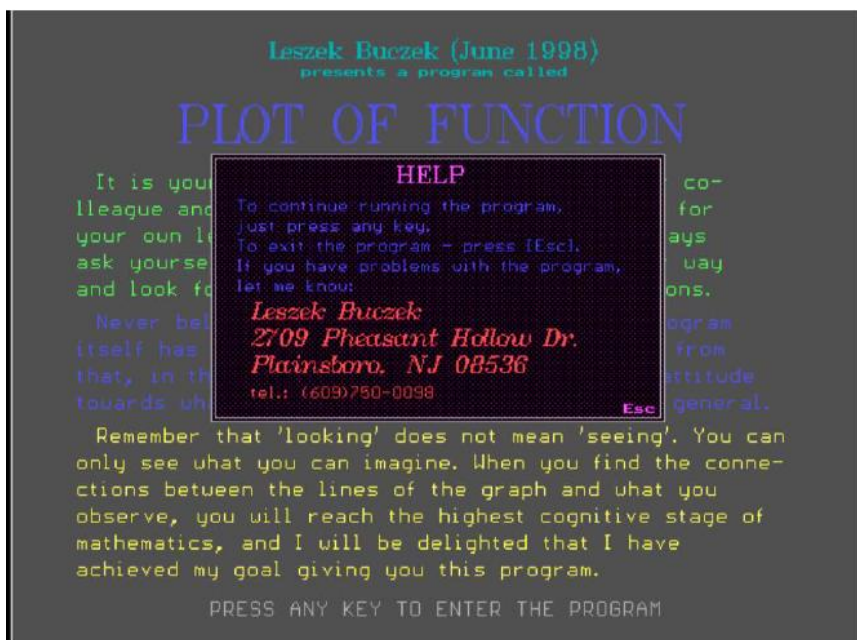 Leszek Buczek (June 1998)
presents a program called
PLOT OF FUNCTION
It is you
co-
lleague and
for
your own le
ays
ask yourse
way
and look fo
ons.
Never bel
ogram
itself has
from
that, in th
attitude
towards wha
general.
HELP
To continue running the program,
just press any key.
To exit the program - press [Esc].
If you have problems with the program,
let me know:
Leszek Buczek
2709 Pheasant Hollow Dr.
Plainsboro, NJ 08536
tel.: (609)750-0098
Esc
Remember that 'looking' does not mean 'seeing'. You can
only see what you can imagine. When you find the conne-
ctions between the lines of the graph and what you
observe, you will reach the highest cognitive stage of
mathematics, and I will be delighted that I have
achieved my goal giving you this program.
PRESS ANY KEY TO ENTER THE PROGRAM